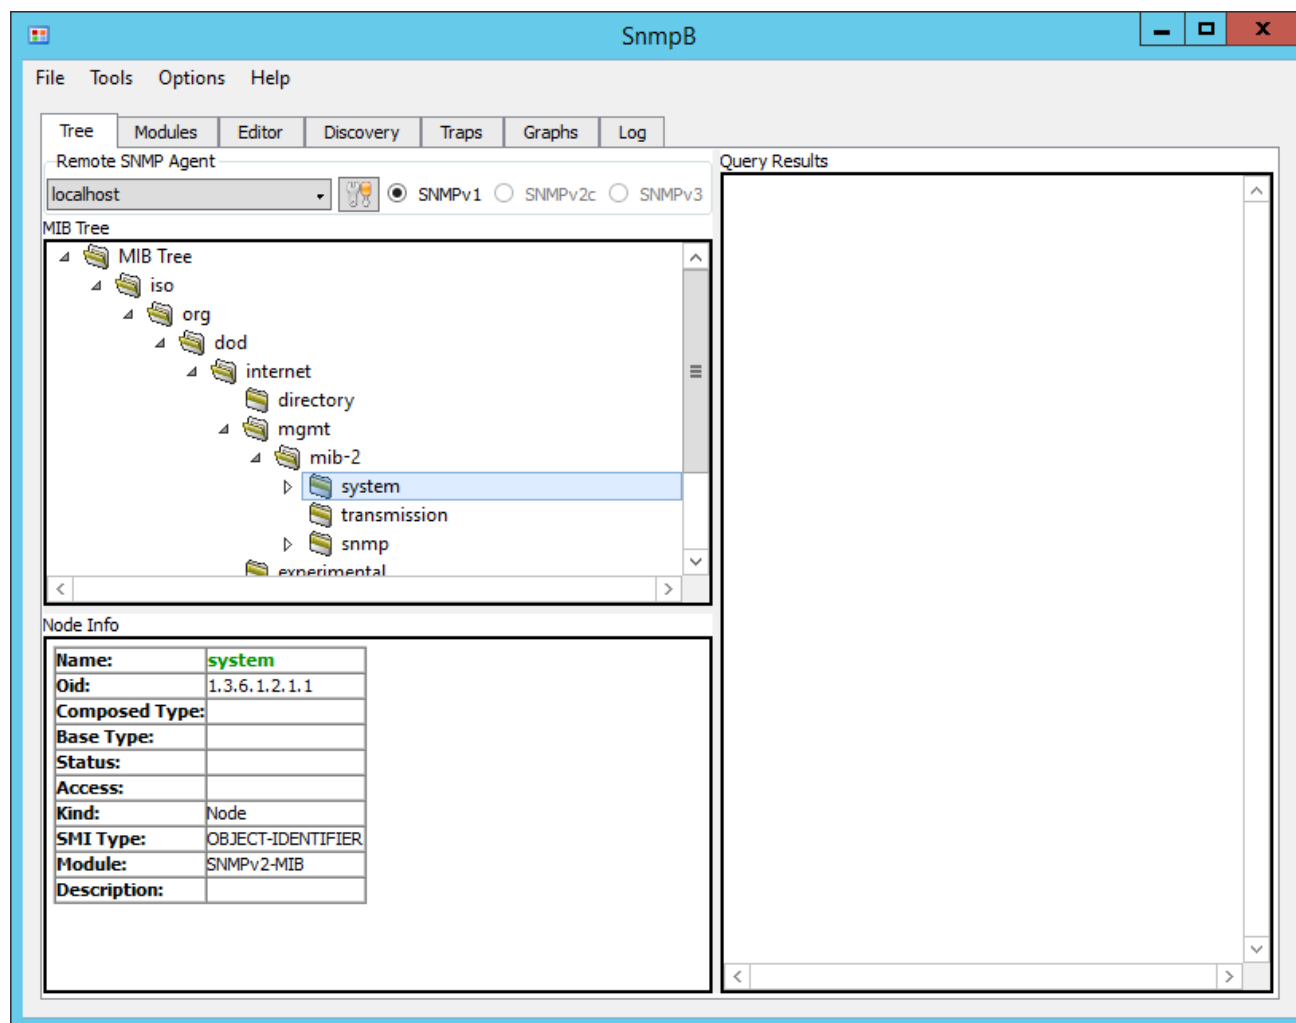 SnmpB
File Tools Options Help
Tree Modules Editor Discovery Traps Graphs Log
Remote SNMP Agent
localhost SNMPv1 SNMPv2c SNMPv3
MIB Tree
MIB Tree
iso
org
dod
internet
directory
mgmt
mib-2
system
transmission
snmp
experimental
Node Info
Name: system
Oid: 1.3.6.1.2.1.1
Composed Type:
Base Type:
Status:
Access:
Kind: Node
SMI Type: OBJECT-IDENTIFIER
Module: SNMPv2-MIB
Description:
Query Results